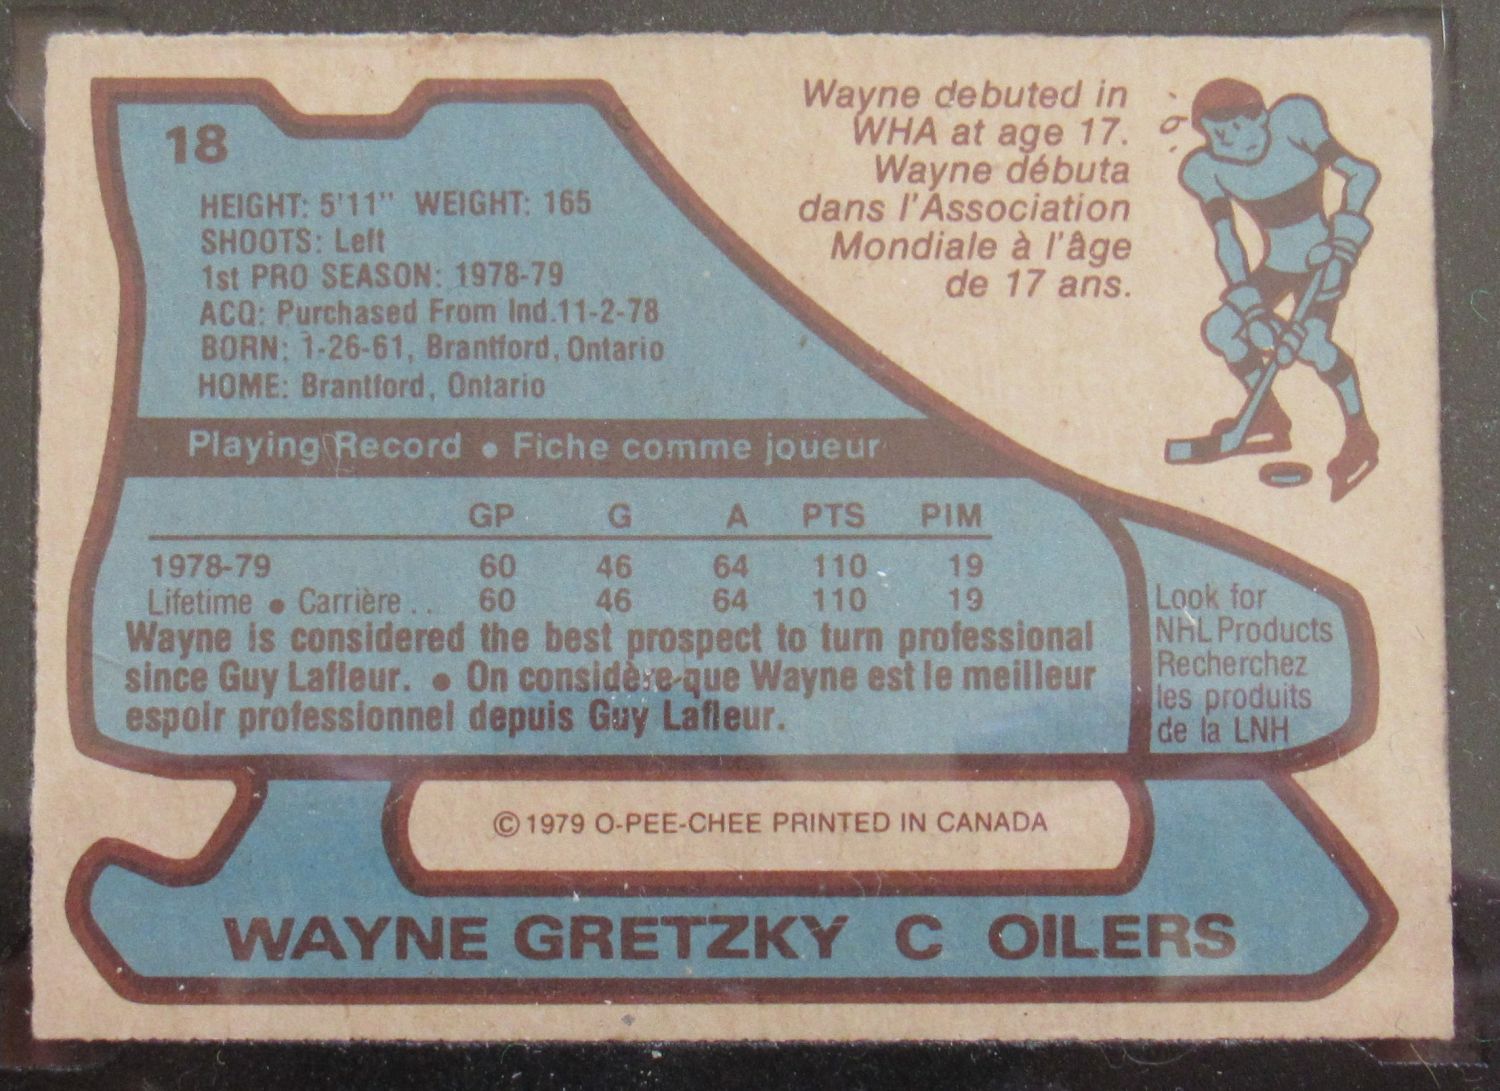 18
HEIGHT: 5'11" WEIGHT: 165
SHOOTS: Left
1st PRO SEASON: 1978-79
ACQ: Purchased From Ind.11-2-78
BORN: 1-26-61, Brantford, Ontario
HOME: Brantford, Ontario
Wayne debuted in
WHA at age 17.
Wayne débuta
dans l'Association
Mondiale à l'âge
de 17 ans.
Playing Record • Fiche comme joueur
GP G A PTS PIM
1978-79 60 46 64 110 19
Lifetime • Carrière .. 60 46 64 110 19
Wayne is considered the best prospect to turn professional
since Guy Lafleur. • On considère que Wayne est le meilleur
espoir professionnel depuis Guy Lafleur.
Look for
NHL Products
Recherchez
les produits
de la LNH
© 1979 O-PEE-CHEE PRINTED IN CANADA
WAYNE GRETZKY C OILERS